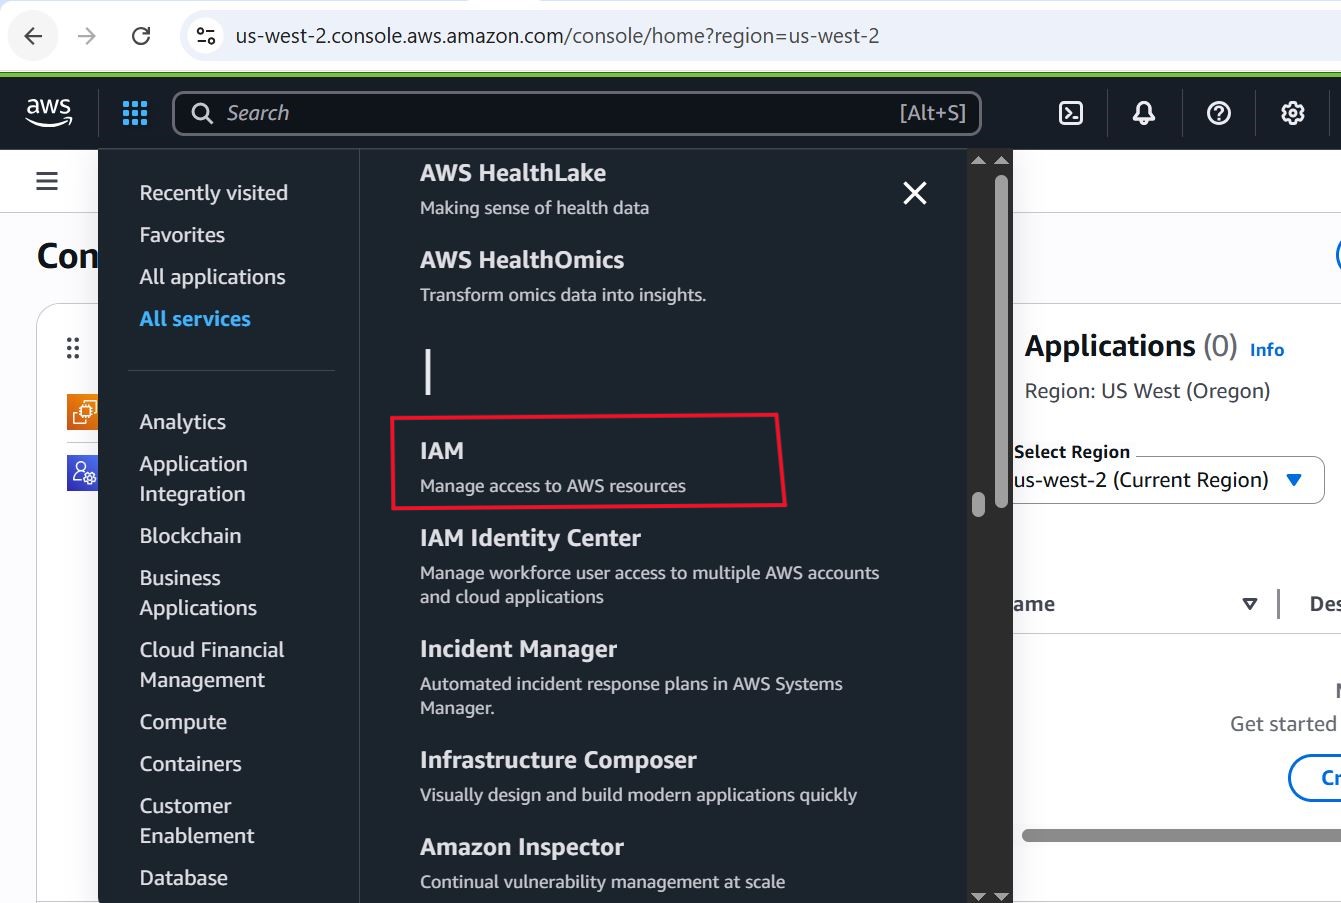 us-west-2.console.aws.amazon.com/console/home?region=us-west-2
aws
Search
[Alt+S]
Con
Recently visited
Favorites
All applications
All services
Analytics
Application
Integration
Blockchain
Business
Applications
Cloud Financial
Management
Compute
Containers
Customer
Enablement
Database
AWS HealthLake
Making sense of health data
AWS HealthOmics
Transform omics data into insights.
I
IAM
Manage access to AWS resources
IAM Identity Center
Manage workforce user access to multiple AWS accounts
and cloud applications
Incident Manager
Automated incident response plans in AWS Systems
Manager.
Infrastructure Composer
Visually design and build modern applications quickly
Amazon Inspector
Continual vulnerability management at scale
Applications (0) Info
Region: US West (Oregon)
Select Region
us-west-2 (Current Region)
ame
Des
Get started
Cr